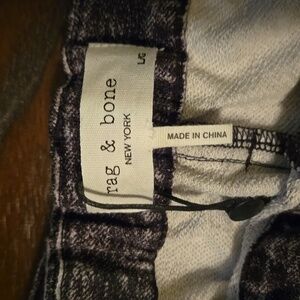 rag & bone
NEW YORK
LG
MADE IN CHINA